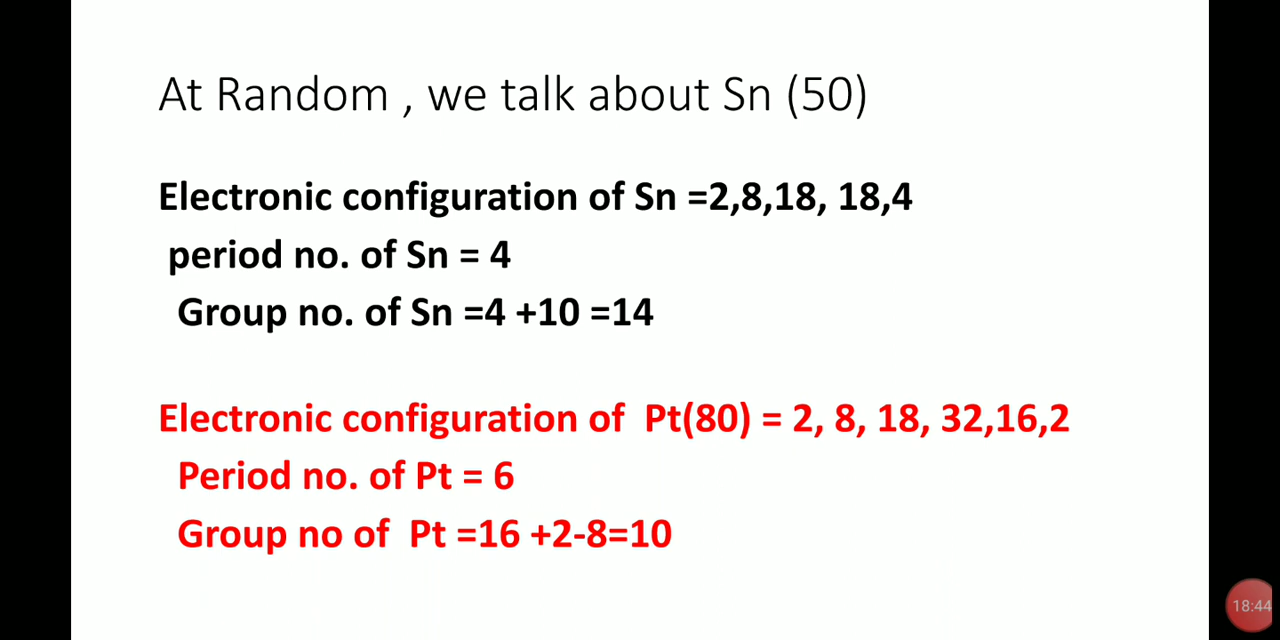 At Random , we talk about Sn (50)
Electronic configuration of Sn =2,8,18, 18,4
period no. of Sn = 4
Group no. of Sn =4 +10 =14
Electronic configuration of Pt(80) = 2, 8, 18, 32,16,2
Period no. of Pt = 6
Group no of Pt =16 +2-8=10
18:44